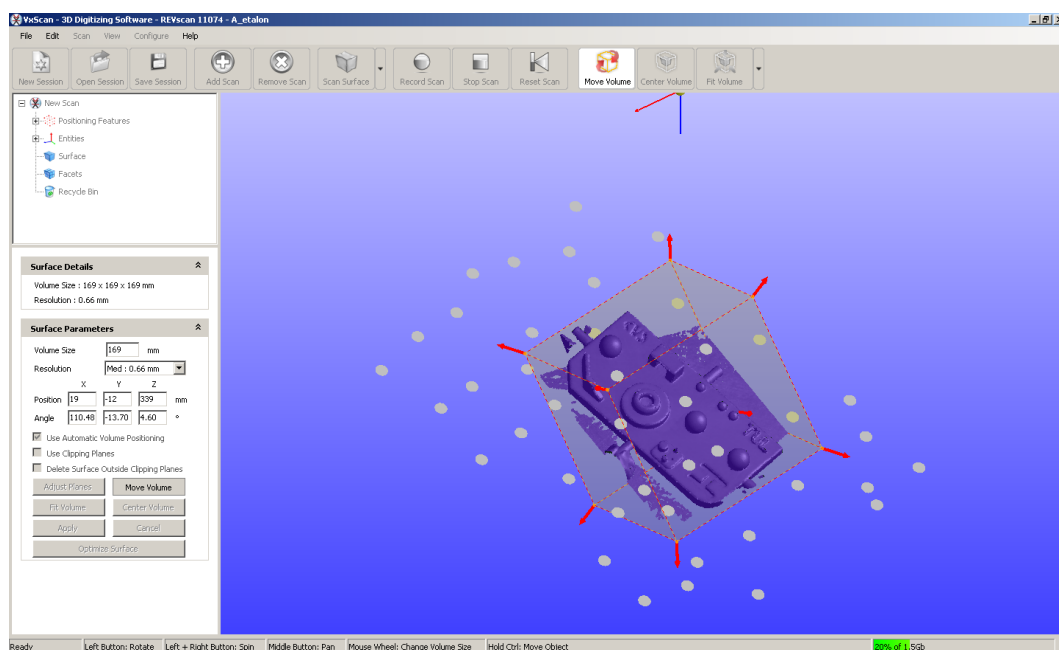 VxScan - 3D Digitizing Software - REVscan 11074 - A_etalon
File Edit Scan View Configure Help
New Session Open Session Save Session Add Scan Remove Scan Scan Surface Record Scan Stop Scan Reset Scan Move Volume Center Volume Fit Volume
New Scan
Positioning Features
Entities
Surface
Facets
Recycle Bin
Surface Details
Volume Size : 169 x 169 x 169 mm
Resolution : 0.66 mm
Surface Parameters
Volume Size 169 mm
Resolution Med : 0.66 mm
X Y Z
Position 19 -12 339 mm
Angle 110.48 -13.70 4.60 °
Use Automatic Volume Positioning
Use Clipping Planes
Delete Surface Outside Clipping Planes
Adjust Planes Move Volume
Fit Volume Center Volume
Apply Cancel
Optimize Surface
Ready Left Button: Rotate Left + Right Button: Spin Middle Button: Pan Mouse Wheel: Change Volume Size Hold Ctrl: Move Object 20% of 1.5Gb